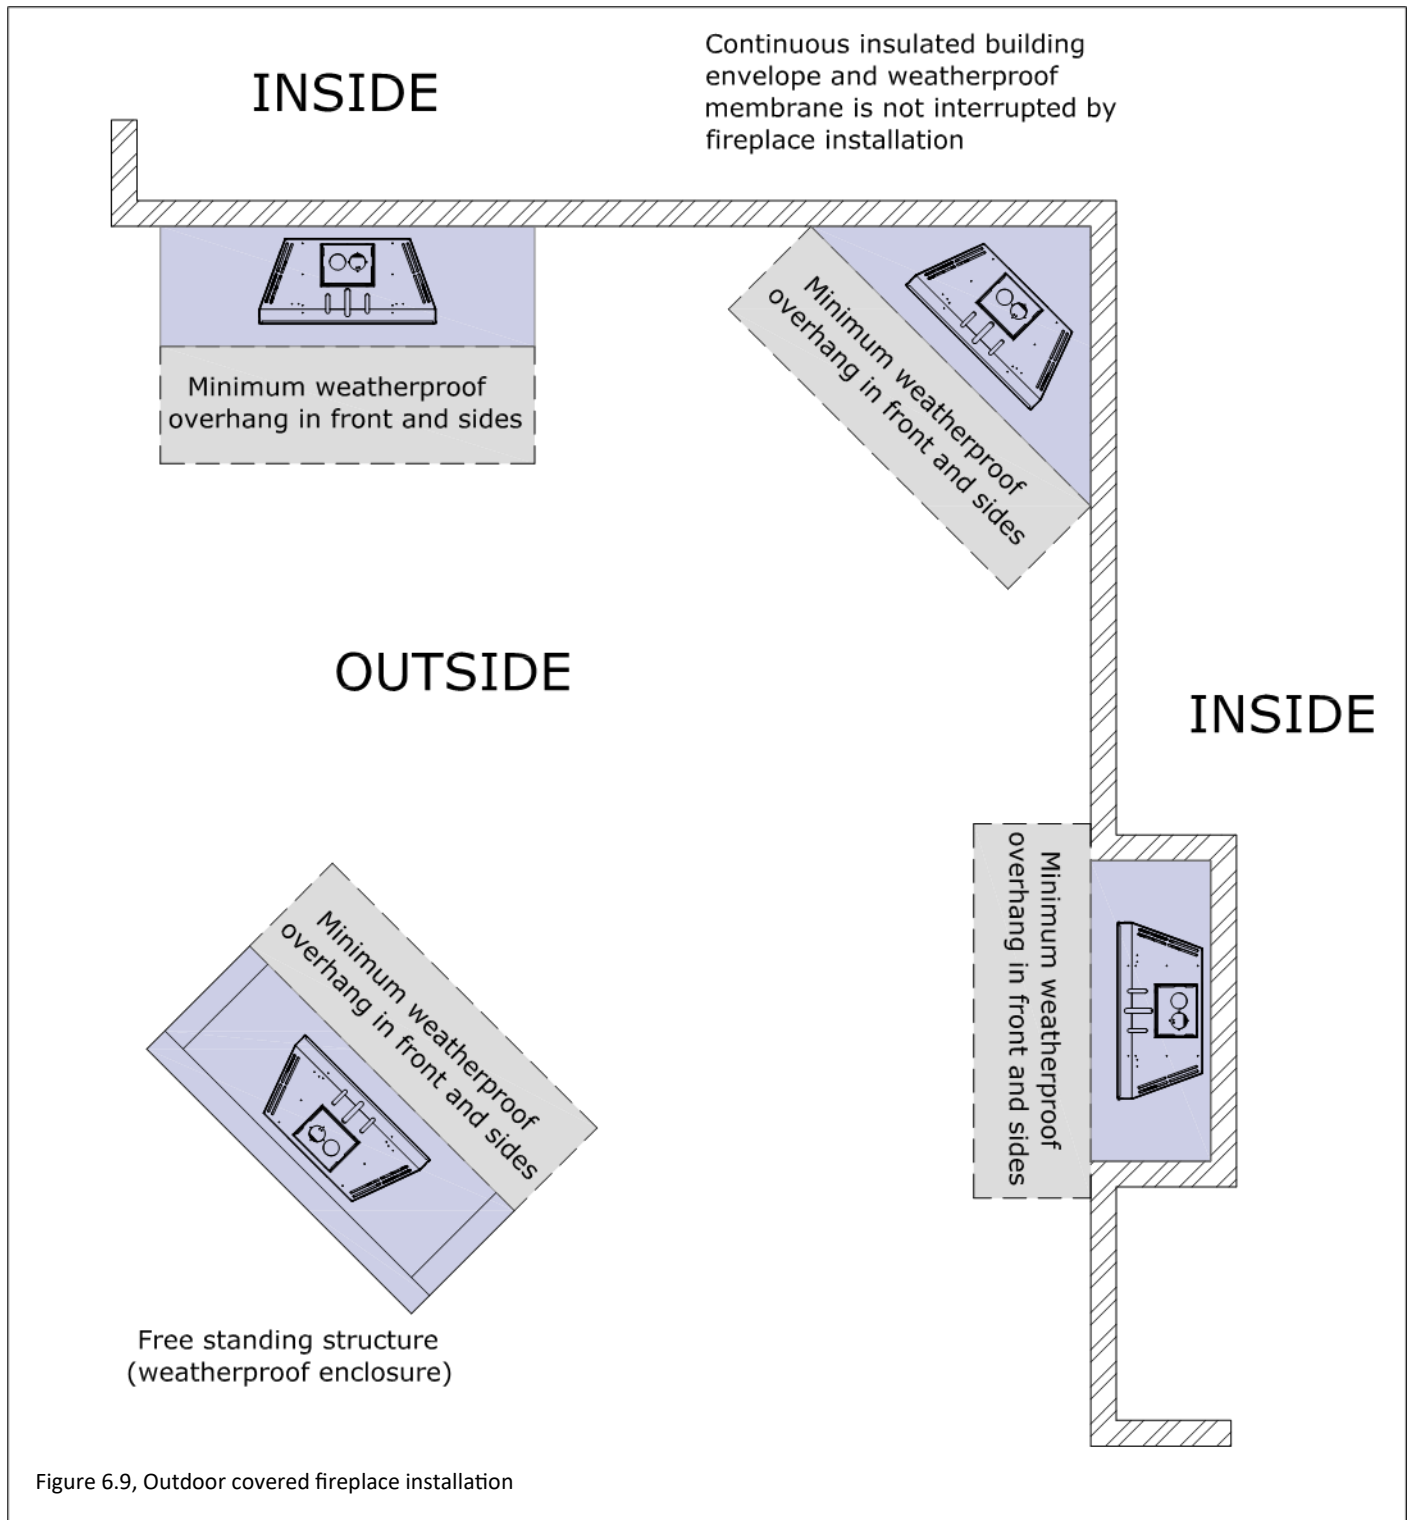 INSIDE
Continuous insulated building
envelope and weatherproof
membrane is not interrupted by
fireplace installation
Minimum weatherproof
overhang in front and sides
Minimum weatherproof
overhang in front and sides
OUTSIDE
INSIDE
Minimum weatherproof
overhang in front and sides
Minimum weatherproof
overhang in front and sides
Free standing structure
(weatherproof enclosure)
Figure 6.9, Outdoor covered fireplace installation